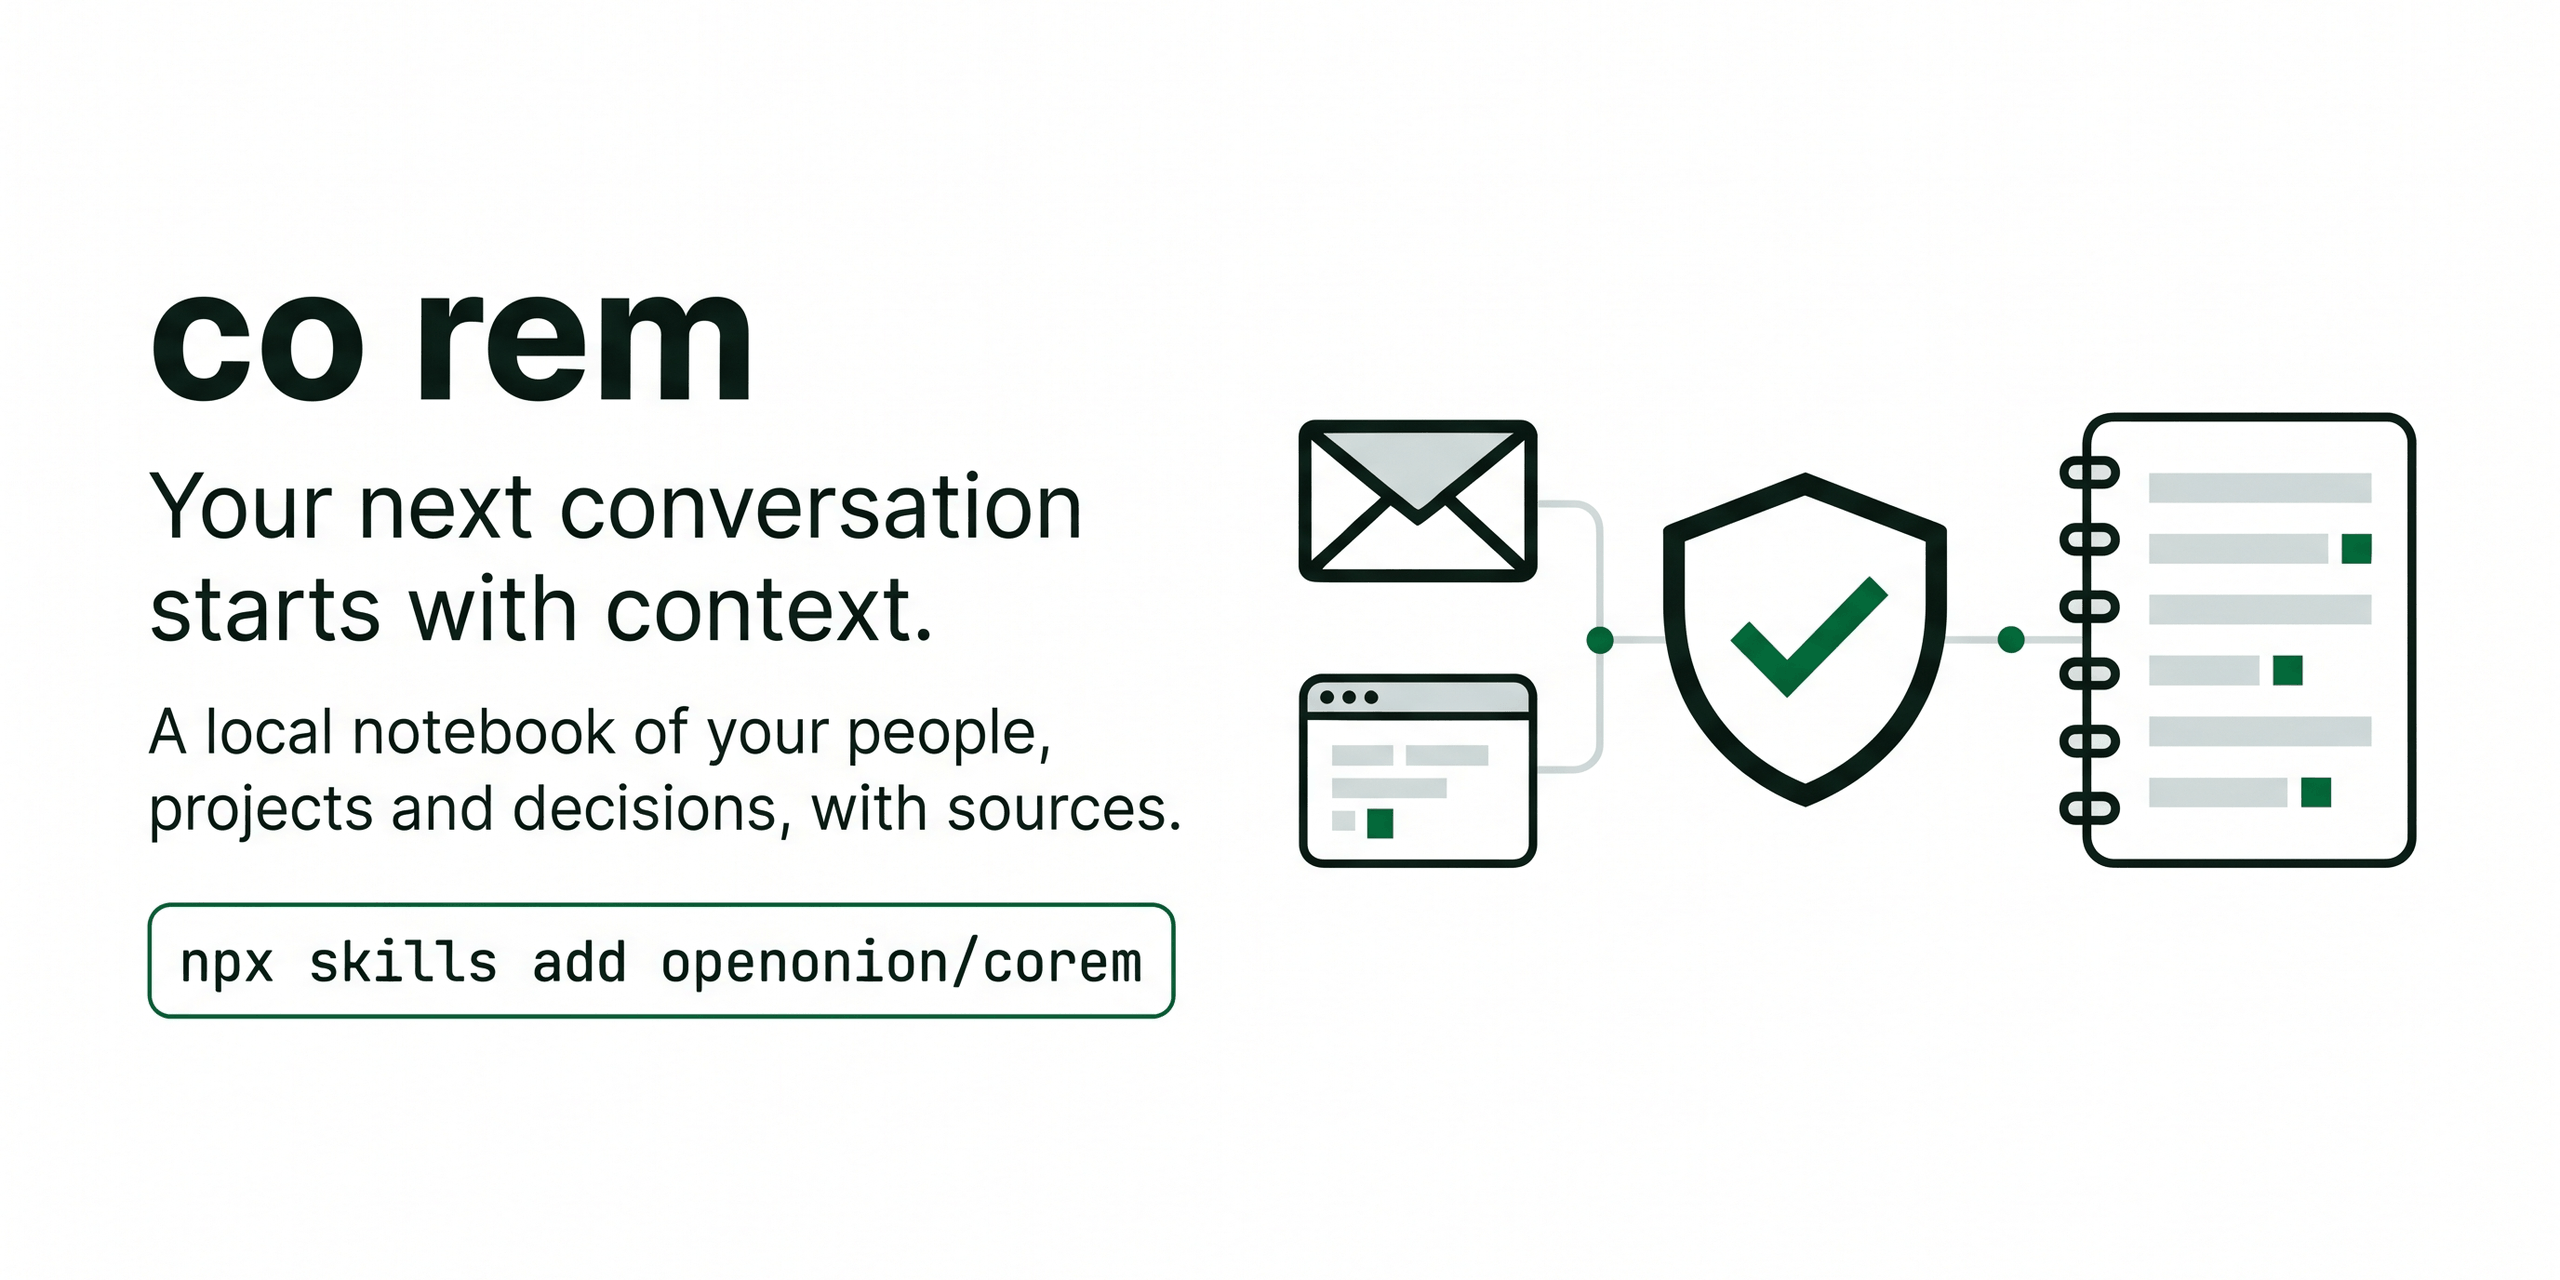 co rem
Your next conversation
starts with context.
A local notebook of your people,
projects and decisions, with sources.
npx skills add openonion/corem